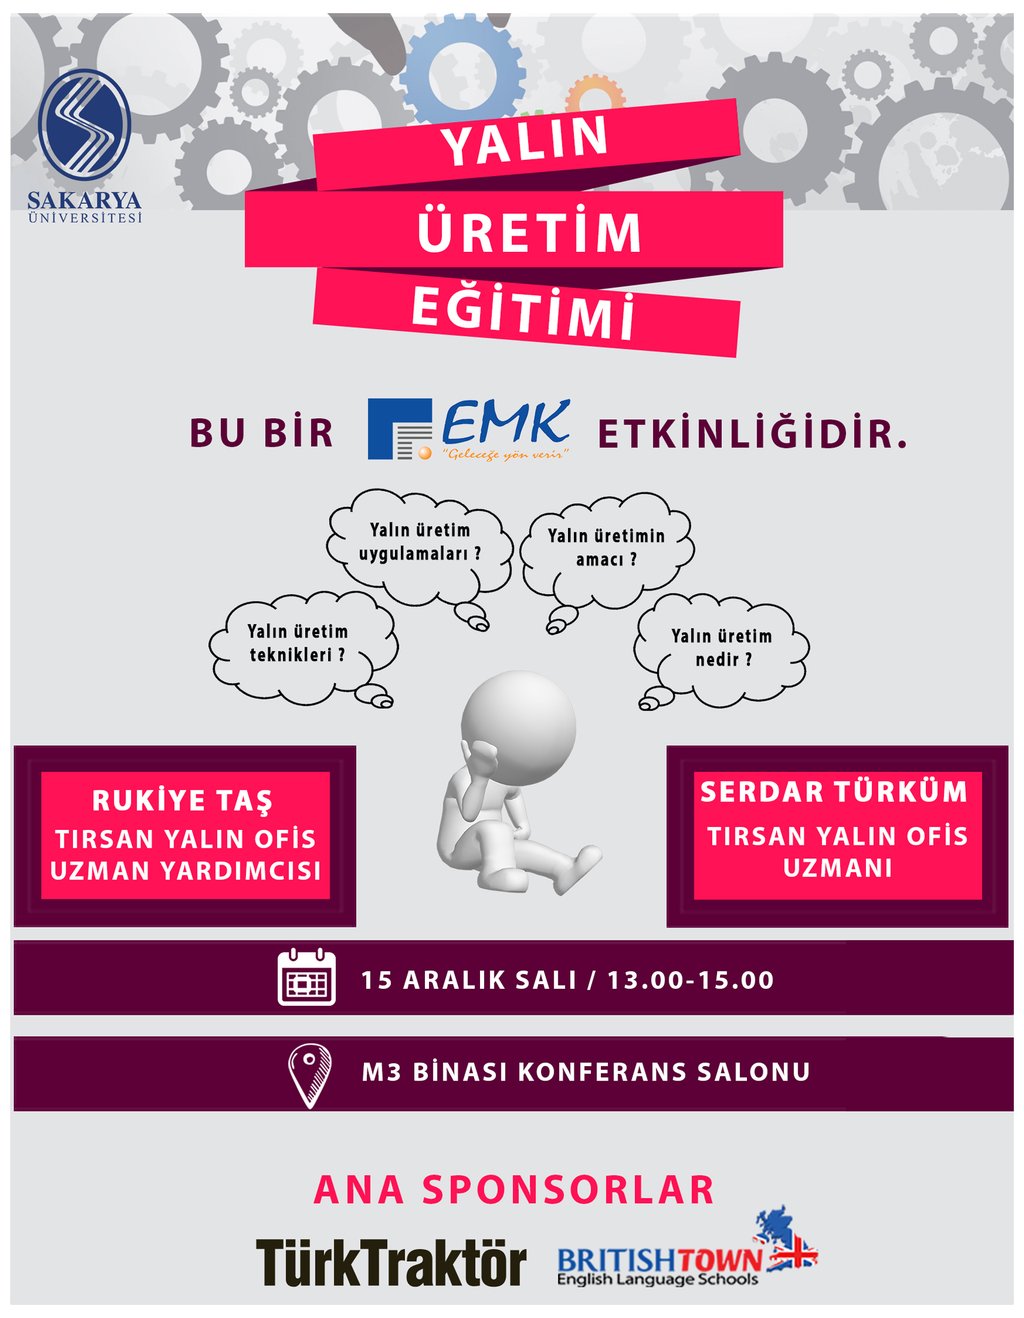 SAKARYA
ÜNİVERSİTESİ
YALIN
ÜRETİM
EĞİTİMİ
BU BİR EMK ETKİNLİĞİDİR.
"Geleceğe yön verir"
Yalın üretim
uygulamaları ?
Yalın üretimin
amacı ?
Yalın üretim
teknikleri ?
Yalın üretim
nedir ?
RUKİYE TAŞ
TIRSAN YALIN OFİS
UZMAN YARDIMCISI
SERDAR TÜRKÜM
TIRSAN YALIN OFİS
UZMANI
15 ARALIK SALI / 13.00-15.00
M3 BİNASI KONFERANS SALONU
ANA SPONSORLAR
TürkTraktör
BRITISHTOWN
English Language Schools